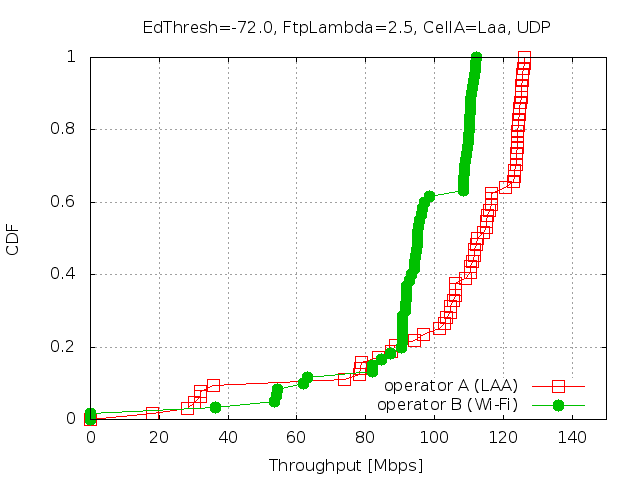 EdThresh=-72.0, FtpLambda=2.5, CellA=Laa, UDP
1
0.8
0.6
0.4
0.2
0
CDF
operator A (LAA)
operator B (Wi-Fi)
0 20 40 60 80 100 120 140
Throughput [Mbps]